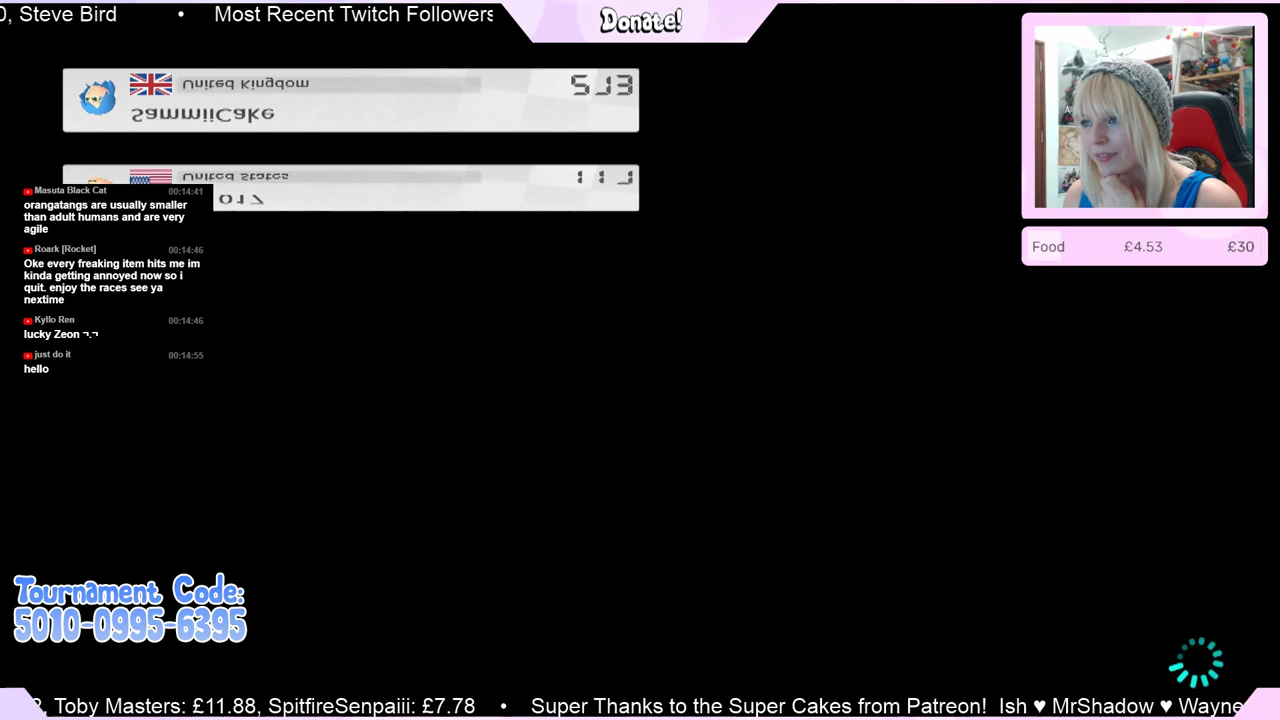 0, Steve Bird • Most Recent Twitch Followers
Donate!
United Kingdom 513
SammiiCake
United States
Masuta Black Cat 00:14:41
orangatangs are usually smaller
than adult humans and are very
agile
Roark [Rocket] 00:14:46
Oke every freaking item hits me im
kinda getting annoyed now so i
quit. enjoy the races see ya
nextime
Kyllo Ren 00:14:46
lucky Zeon ¬.¬
just do it 00:14:55
hello
Food £4.53 £30
Tournament Code:
5010-0995-6395
Toby Masters: £11.88, SpitfireSenpaiii: £7.78 • Super Thanks to the Super Cakes from Patreon! Ish ♥ MrShadow ♥ Wayne